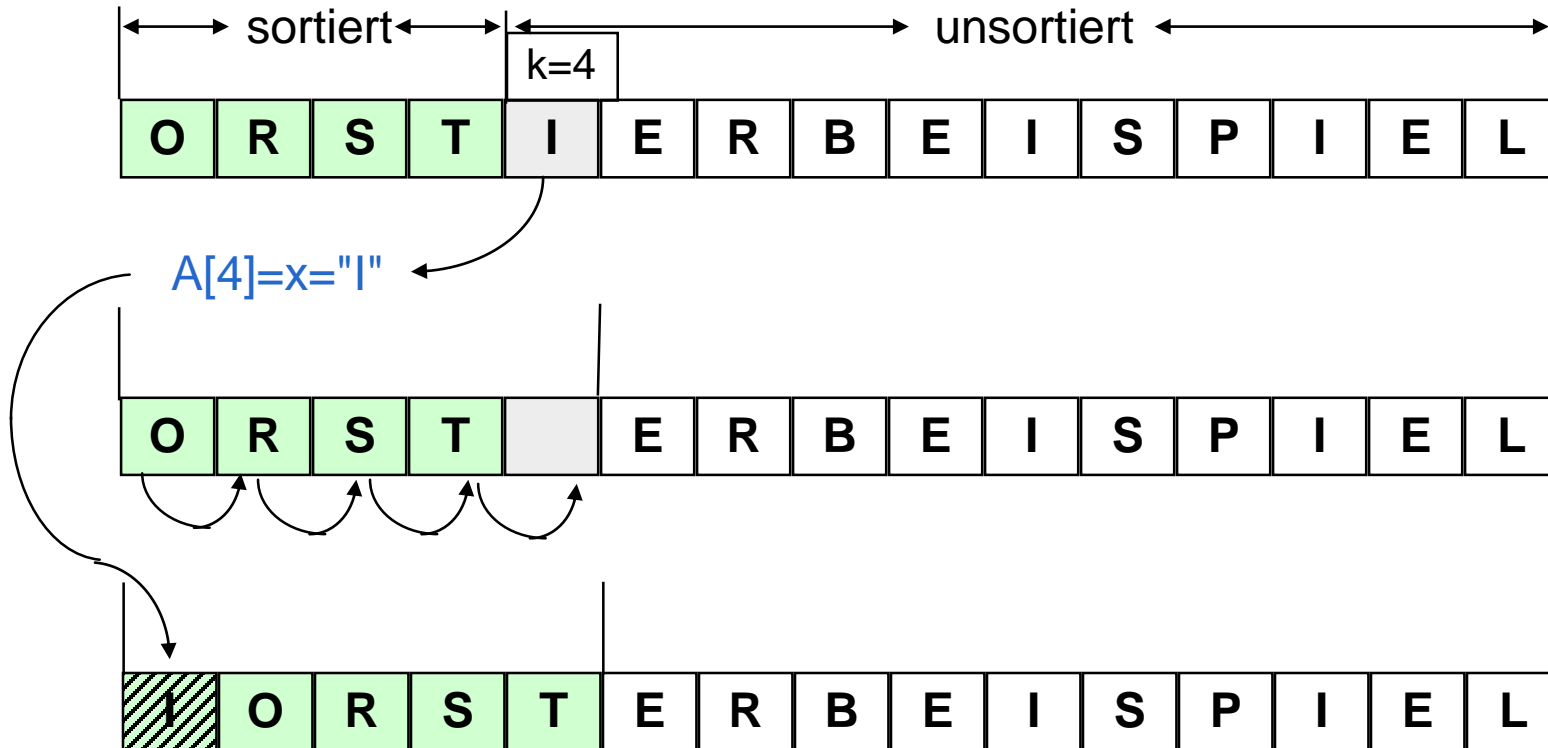 sortiert unsortiert
k=4
O R S T I E R B E I S P I E L
A[4]=x="I"
O R S T E R B E I S P I E L
I O R S T E R B E I S P I E L